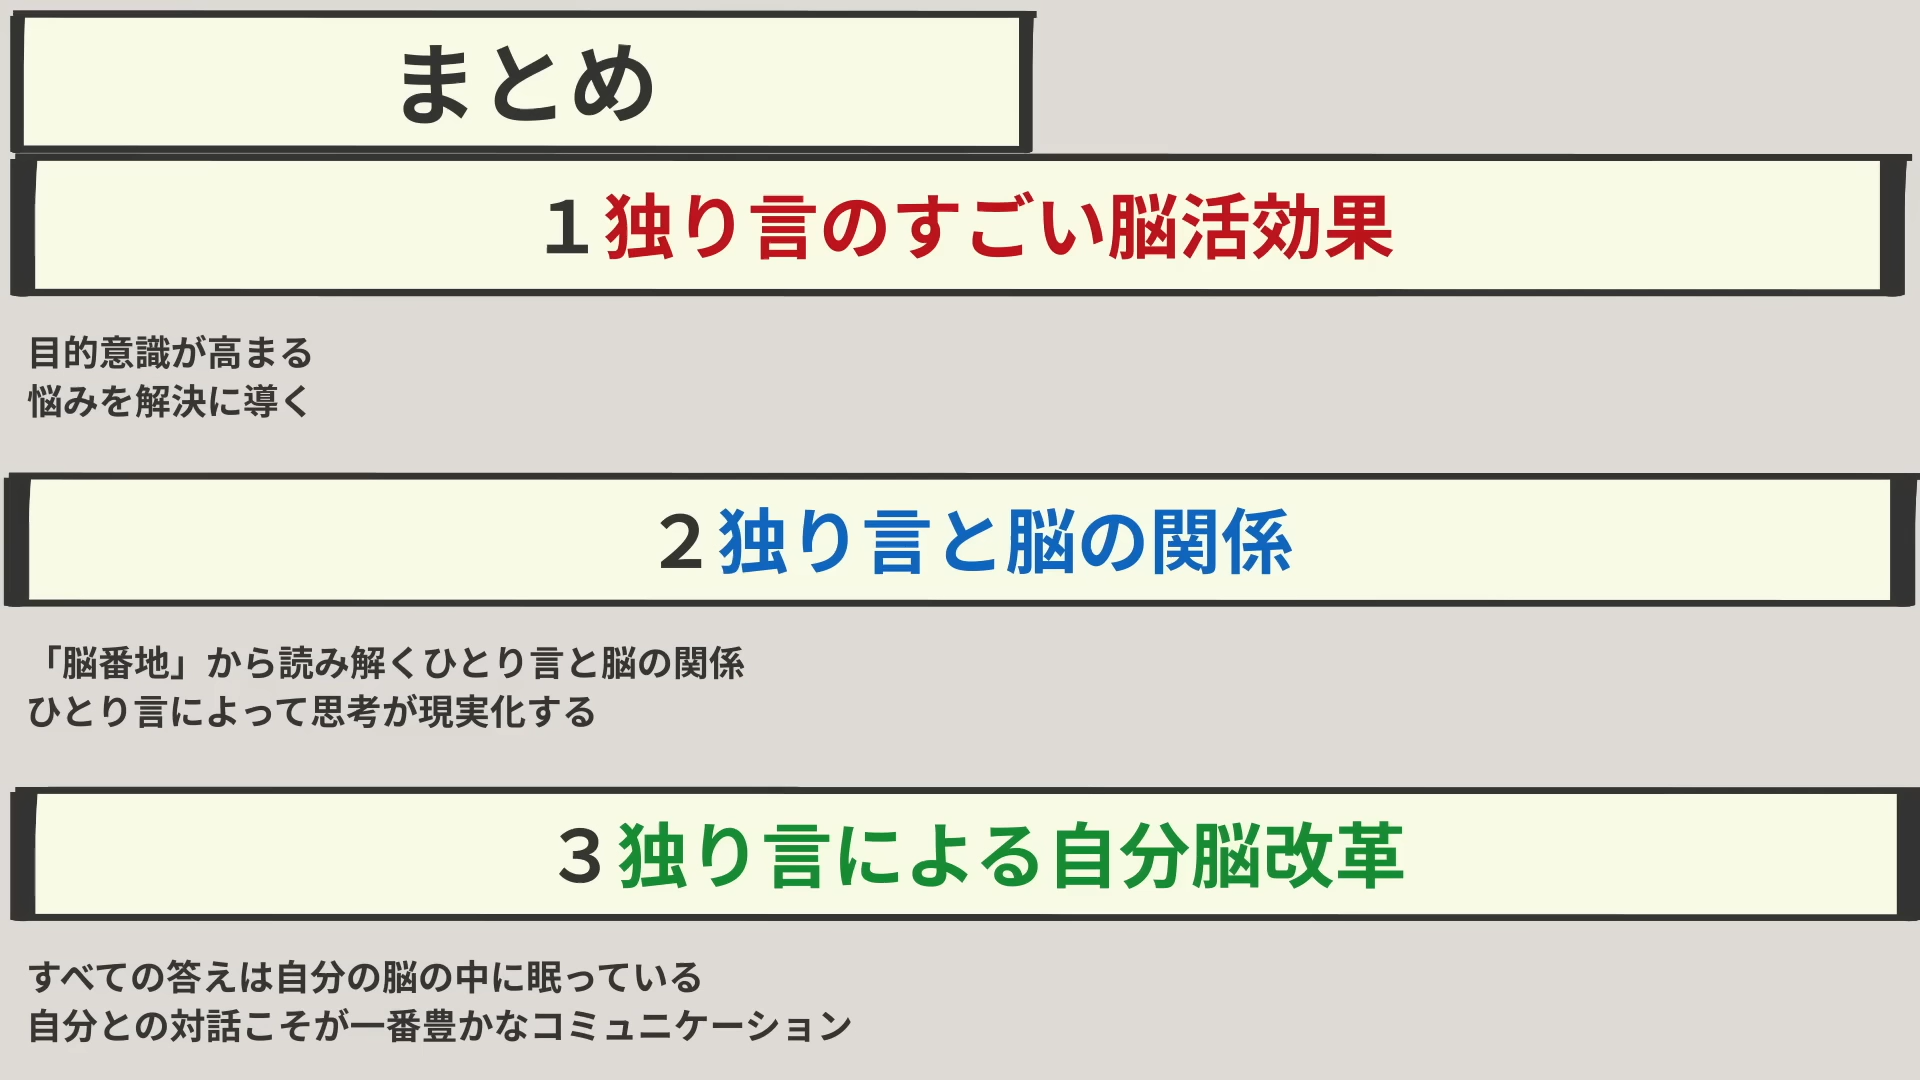 まとめ
１独り言のすごい脳活効果
目的意識が高まる
悩みを解決に導く
２独り言と脳の関係
「脳番地」から読み解くひとり言と脳の関係
ひとり言によって思考が現実化する
３独り言による自分脳改革
すべての答えは自分の脳の中に眠っている
自分との対話こそが一番豊かなコミュニケーション